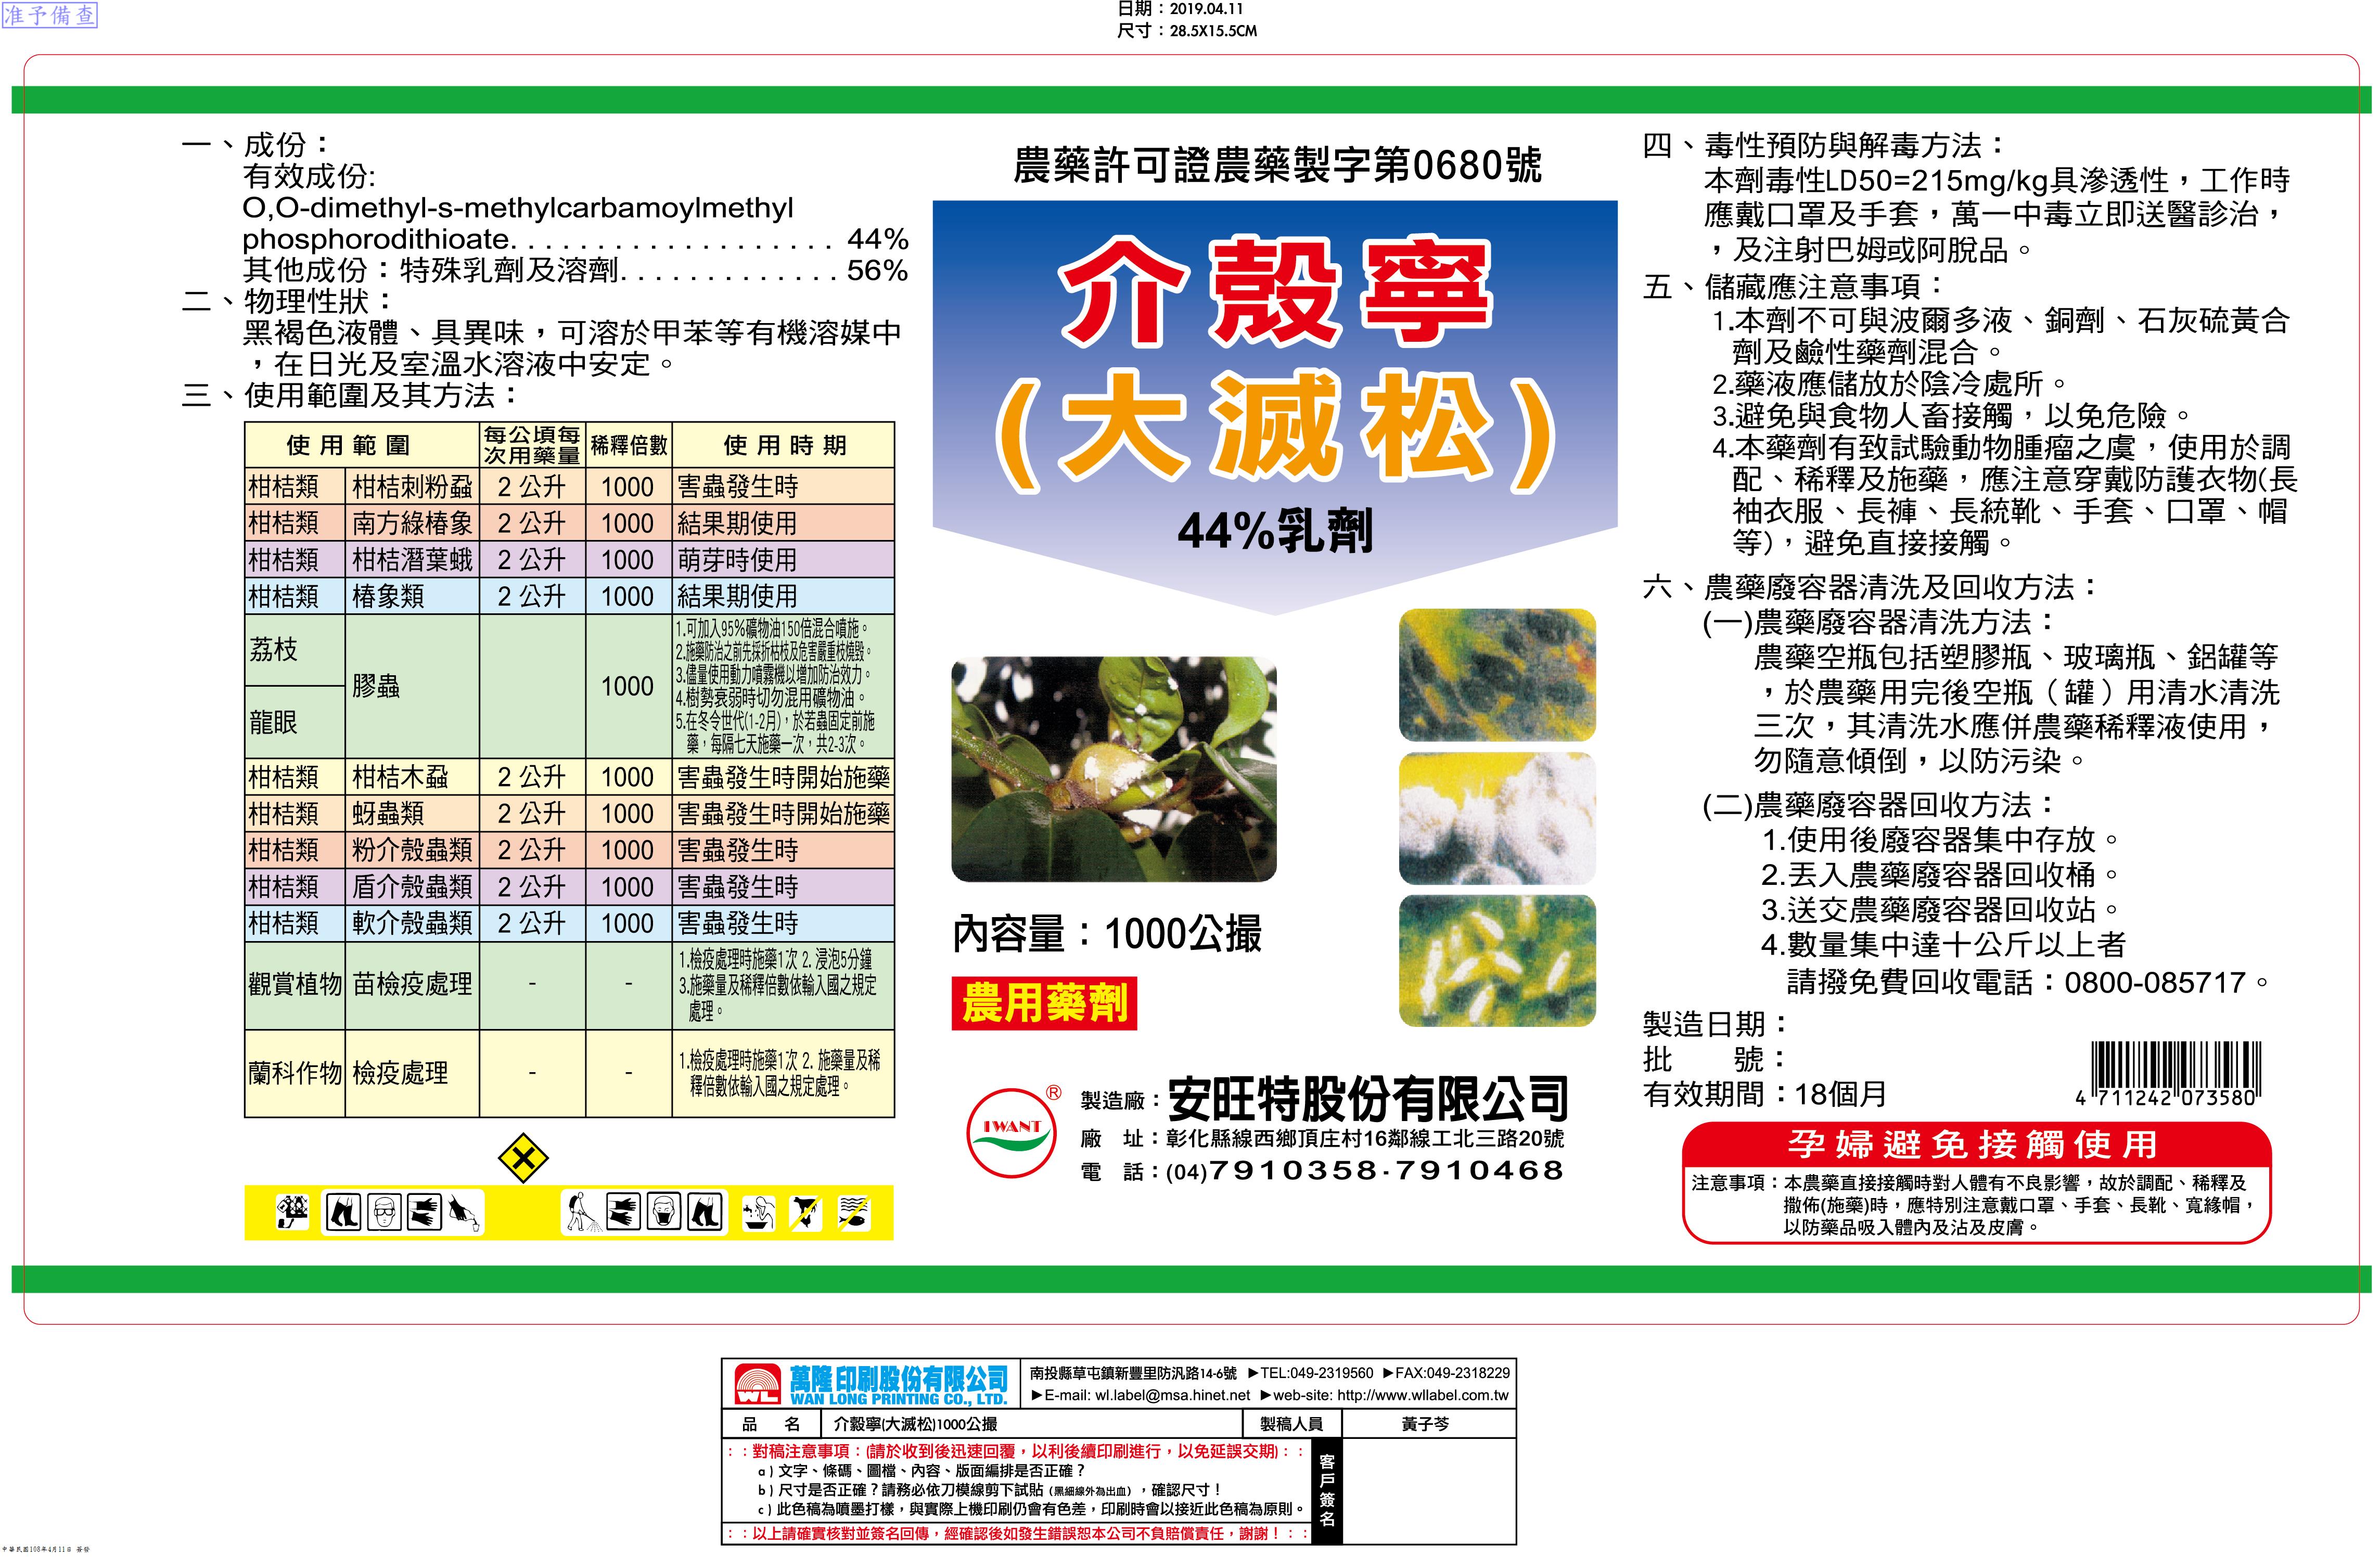 准予備查
日期：2019.04.11
尺寸：28.5X15.5CM
一、成份：
有效成份:
O,O-dimethyl-s-methylcarbamoylmethyl
phosphorodithioate. . . . . . . . . . . . . . . . . . . 44%
其他成份：特殊乳劑及溶劑. . . . . . . . . . . . . 56%
二、物理性狀：
黑褐色液體、具異味，可溶於甲苯等有機溶媒中
，在日光及室溫水溶液中安定。
三、使用範圍及其方法：
使用範圍 每公頃每次用藥量 稀釋倍數 使用時期
柑桔類 柑桔刺粉蝨 2公升 1000 害蟲發生時
柑桔類 南方綠椿象 2公升 1000 結果期使用
柑桔類 柑桔潛葉蛾 2公升 1000 萌芽時使用
柑桔類 椿象類 2公升 1000 結果期使用
荔枝
龍眼
膠蟲 1000
1.可加入95%礦物油150倍混合噴施。
2.施藥防治之前先採折枯枝及危害嚴重枝燒毀。
3.儘量使用動力噴霧機以增加防治效力。
4.樹勢衰弱時切勿混用礦物油。
5.在冬令世代(1-2月)，於若蟲固定前施
藥，每隔七天施藥一次，共2-3次。
柑桔類 柑桔木蝨 2公升 1000 害蟲發生時開始施藥
柑桔類 蚜蟲類 2公升 1000 害蟲發生時開始施藥
柑桔類 粉介殼蟲類 2公升 1000 害蟲發生時
柑桔類 盾介殼蟲類 2公升 1000 害蟲發生時
柑桔類 軟介殼蟲類 2公升 1000 害蟲發生時
觀賞植物 苗檢疫處理 - -
1.檢疫處理時施藥1次 2. 浸泡5分鐘
3.施藥量及稀釋倍數依輸入國之規定
處理。
蘭科作物 檢疫處理 - -
1.檢疫處理時施藥1次 2. 施藥量及稀
釋倍數依輸入國之規定處理。
農藥許可證農藥製字第0680號
介殼寧
(大滅松)
44%乳劑
內容量：1000公撮
農用藥劑
IWANT ®
製造廠：安旺特股份有限公司
廠　址：彰化縣線西鄉頂庄村16鄰線工北三路20號
電　話：(04)7910358·7910468
四、毒性預防與解毒方法：
本劑毒性LD50=215mg/kg具滲透性，工作時
應戴口罩及手套，萬一中毒立即送醫診治，
，及注射巴姆或阿脫品。
五、儲藏應注意事項：
1.本劑不可與波爾多液、銅劑、石灰硫黃合
劑及鹼性藥劑混合。
2.藥液應儲放於陰冷處所。
3.避免與食物人畜接觸，以免危險。
4.本藥劑有致試驗動物腫瘤之虞，使用於調
配、稀釋及施藥，應注意穿戴防護衣物(長
袖衣服、長褲、長統靴、手套、口罩、帽
等)，避免直接接觸。
六、農藥廢容器清洗及回收方法：
(一)農藥廢容器清洗方法：
農藥空瓶包括塑膠瓶、玻璃瓶、鋁罐等
，於農藥用完後空瓶（罐）用清水清洗
三次，其清洗水應併農藥稀釋液使用，
勿隨意傾倒，以防污染。
(二)農藥廢容器回收方法：
1.使用後廢容器集中存放。
2.丟入農藥廢容器回收桶。
3.送交農藥廢容器回收站。
4.數量集中達十公斤以上者
請撥免費回收電話：0800-085717。
製造日期：
批　　號：
有效期間：18個月
4 711242 073580
孕婦避免接觸使用
注意事項：本農藥直接接觸時對人體有不良影響，故於調配、稀釋及
撒佈(施藥)時，應特別注意戴口罩、手套、長靴、寬緣帽，
以防藥品吸入體內及沾及皮膚。
WL 萬隆印刷股份有限公司
WAN LONG PRINTING CO., LTD.
南投縣草屯鎮新豐里防汎路14-6號 ▶TEL:049-2319560 ▶FAX:049-2318229
▶E-mail: wl.label@msa.hinet.net ▶web-site: http://www.wllabel.com.tw
品　名 介穀寧(大滅松)1000公撮 製稿人員 黃子芩
：：對稿注意事項：(請於收到後迅速回覆，以利後續印刷進行，以免延誤交期)：：
a）文字、條碼、圖檔、內容、版面編排是否正確？
b）尺寸是否正確？請務必依刀模線剪下試貼（黑細線外為出血），確認尺寸！
c）此色稿為噴墨打樣，與實際上機印刷仍會有色差，印刷時會以接近此色稿為原則。
：：以上請確實核對並簽名回傳，經確認後如發生錯誤恕本公司不負賠償責任，謝謝！：：
客戶簽名
中華民國108年4月11日 簽發